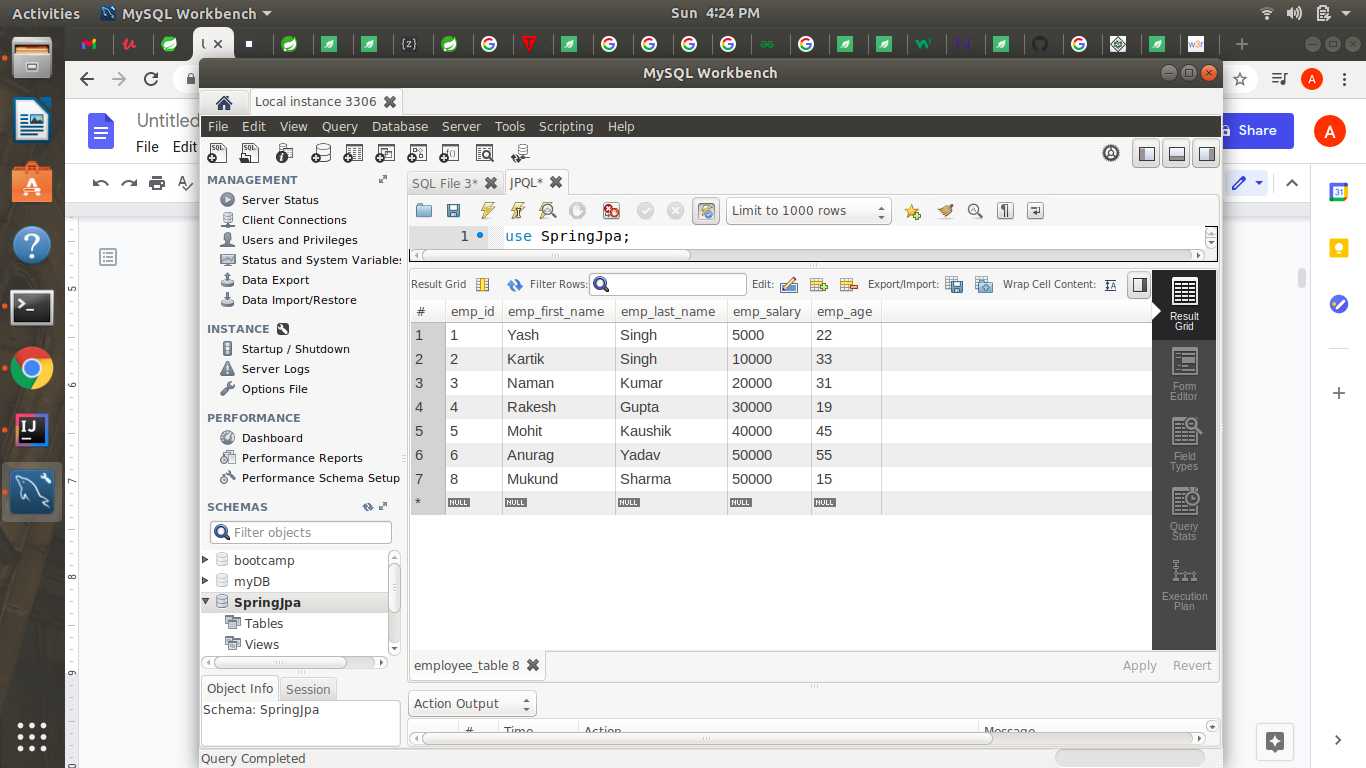 Activities MySQL Workbench Sun 4:24 PM
MySQL Workbench
Local instance 3306
Untitled
File Edit
Share
File Edit View Query Database Server Tools Scripting Help
MANAGEMENT
Server Status
Client Connections
Users and Privileges
Status and System Variables
Data Export
Data Import/Restore
INSTANCE
Startup / Shutdown
Server Logs
Options File
PERFORMANCE
Dashboard
Performance Reports
Performance Schema Setup
SCHEMAS
Filter objects
bootcamp
myDB
SpringJpa
Tables
Views
Object Info Session
Schema: SpringJpa
SQL File 3* JPQL*
Limit to 1000 rows
1 use SpringJpa;
Result Grid Filter Rows: Edit: Export/Import: Wrap Cell Content:
# emp_id emp_first_name emp_last_name emp_salary emp_age
1 1 Yash Singh 5000 22
2 2 Kartik Singh 10000 33
3 3 Naman Kumar 20000 31
4 4 Rakesh Gupta 30000 19
5 5 Mohit Kaushik 40000 45
6 6 Anurag Yadav 50000 55
7 8 Mukund Sharma 50000 15
* NULL NULL NULL NULL NULL
Result
Grid
Form
Editor
Field
Types
Query
Stats
Execution
Plan
employee_table 8 Apply Revert
Action Output
# Time Action Message
Query Completed